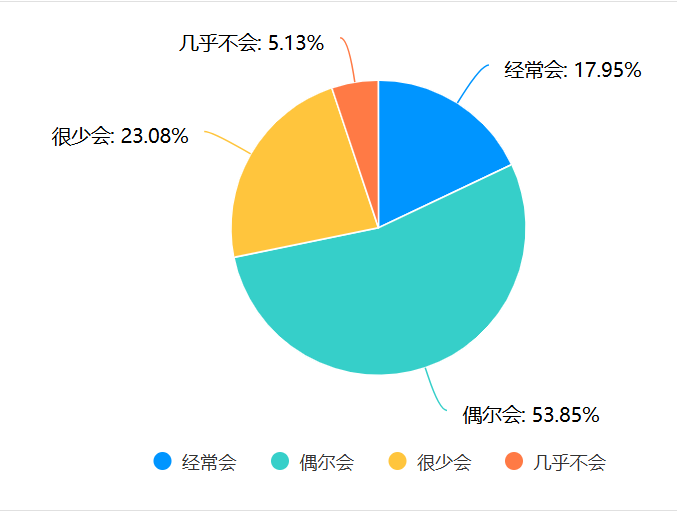 几乎不会: 5.13%
经常会: 17.95%
很少会: 23.08%
偶尔会: 53.85%
经常会 偶尔会 很少会 几乎不会